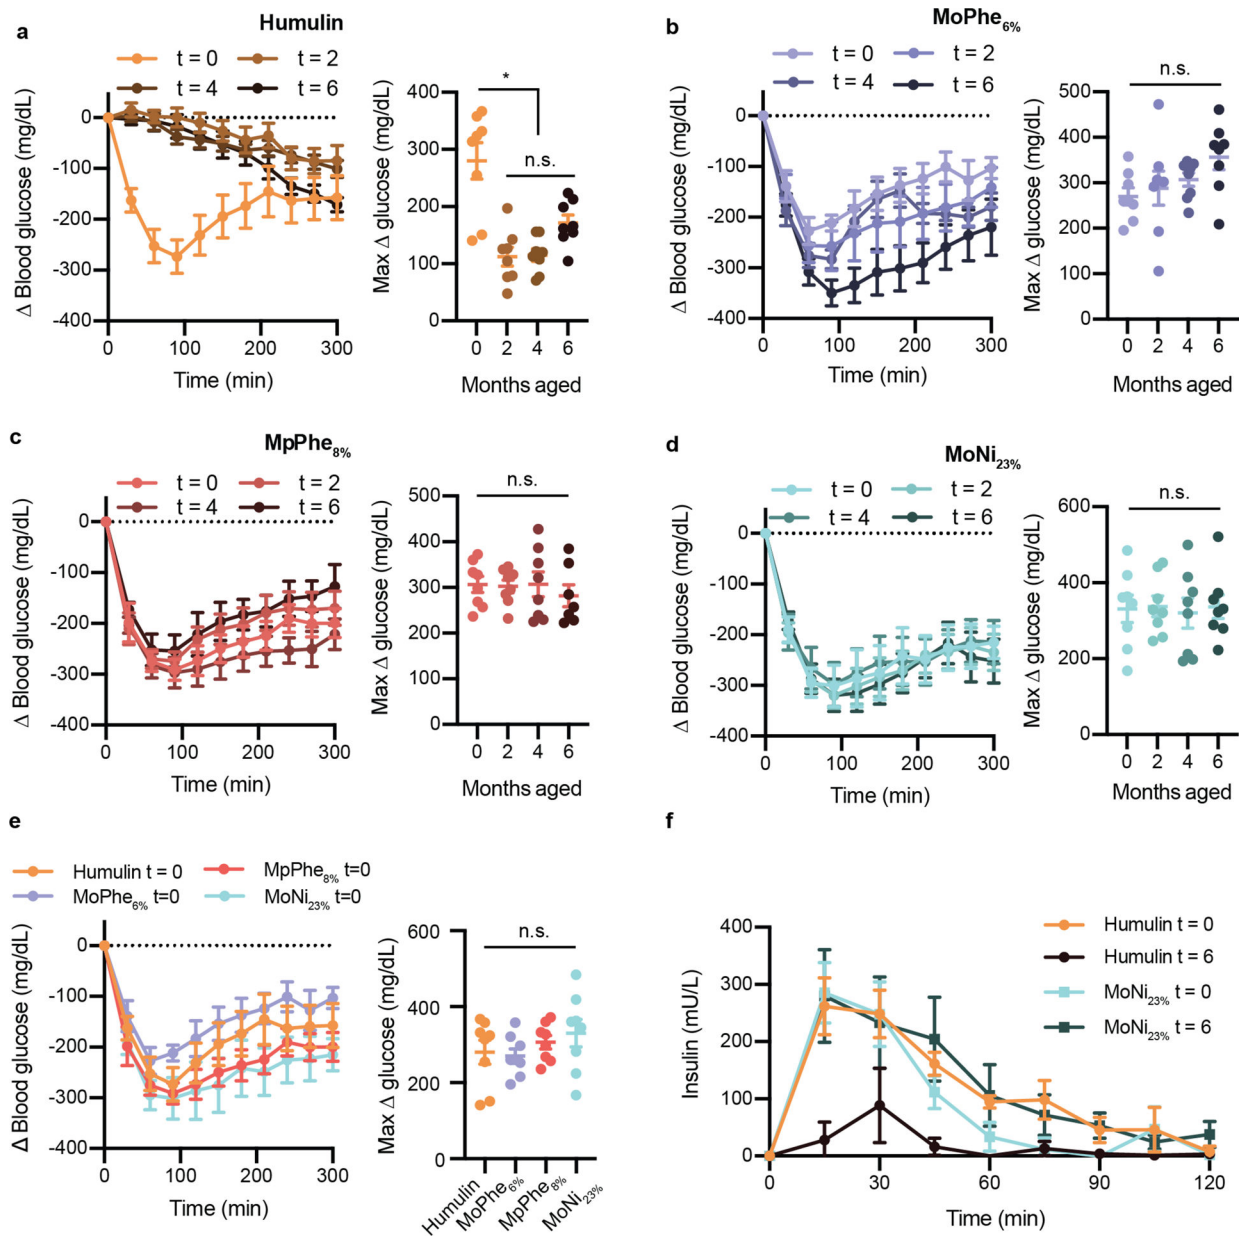 a
Humulin
t = 0
t = 2
t = 4
t = 6
Δ Blood glucose (mg/dL)
0
-100
-200
-300
-400
0
100
200
300
Time (min)
Max Δ glucose (mg/dL)
400
300
200
100
0
*
n.s.
0
2
4
6
Months aged
b
MoPhe6%
t = 0
t = 2
t = 4
t = 6
Δ Blood glucose (mg/dL)
0
-100
-200
-300
-400
0
100
200
300
Time (min)
Max Δ glucose (mg/dL)
500
400
300
200
100
0
n.s.
0
2
4
6
Months aged
c
MpPhe8%
t = 0
t = 2
t = 4
t = 6
Δ Blood glucose (mg/dL)
0
-100
-200
-300
-400
0
100
200
300
Time (min)
Max Δ glucose (mg/dL)
500
400
300
200
100
0
n.s.
0
2
4
6
Months aged
d
MoNi23%
t = 0
t = 2
t = 4
t = 6
Δ Blood glucose (mg/dL)
0
-100
-200
-300
-400
0
100
200
300
Time (min)
Max Δ glucose (mg/dL)
600
400
200
0
n.s.
0
2
4
6
Months aged
e
Humulin t = 0
MpPhe8% t=0
MoPhe6% t=0
MoNi23% t=0
Δ Blood glucose (mg/dL)
0
-100
-200
-300
-400
0
100
200
300
Time (min)
Max Δ glucose (mg/dL)
600
400
200
0
n.s.
Humulin
MoPhe6%
MpPhe8%
MoNi23%
f
Humulin t = 0
Humulin t = 6
MoNi23% t = 0
MoNi23% t = 6
Insulin (mU/L)
400
300
200
100
0
0
30
60
90
120
Time (min)